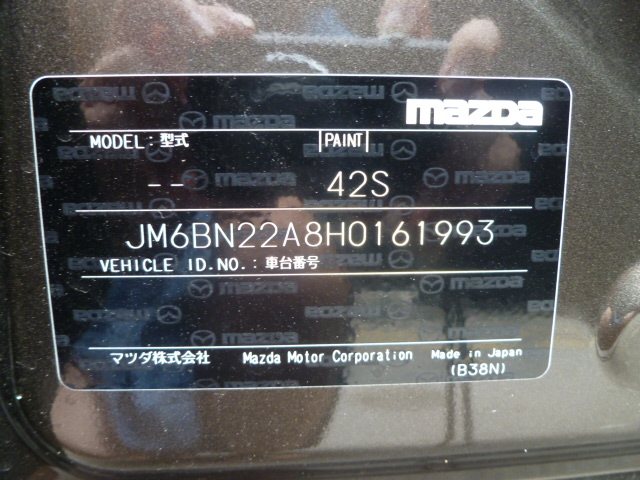 mazda
MODEL: 型式 PAINT
-- 42S
JM6BN22A8H0161993
VEHICLE ID.NO.: 車台番号
マツダ株式会社 Mazda Motor Corporation Made in Japan
(B38N)